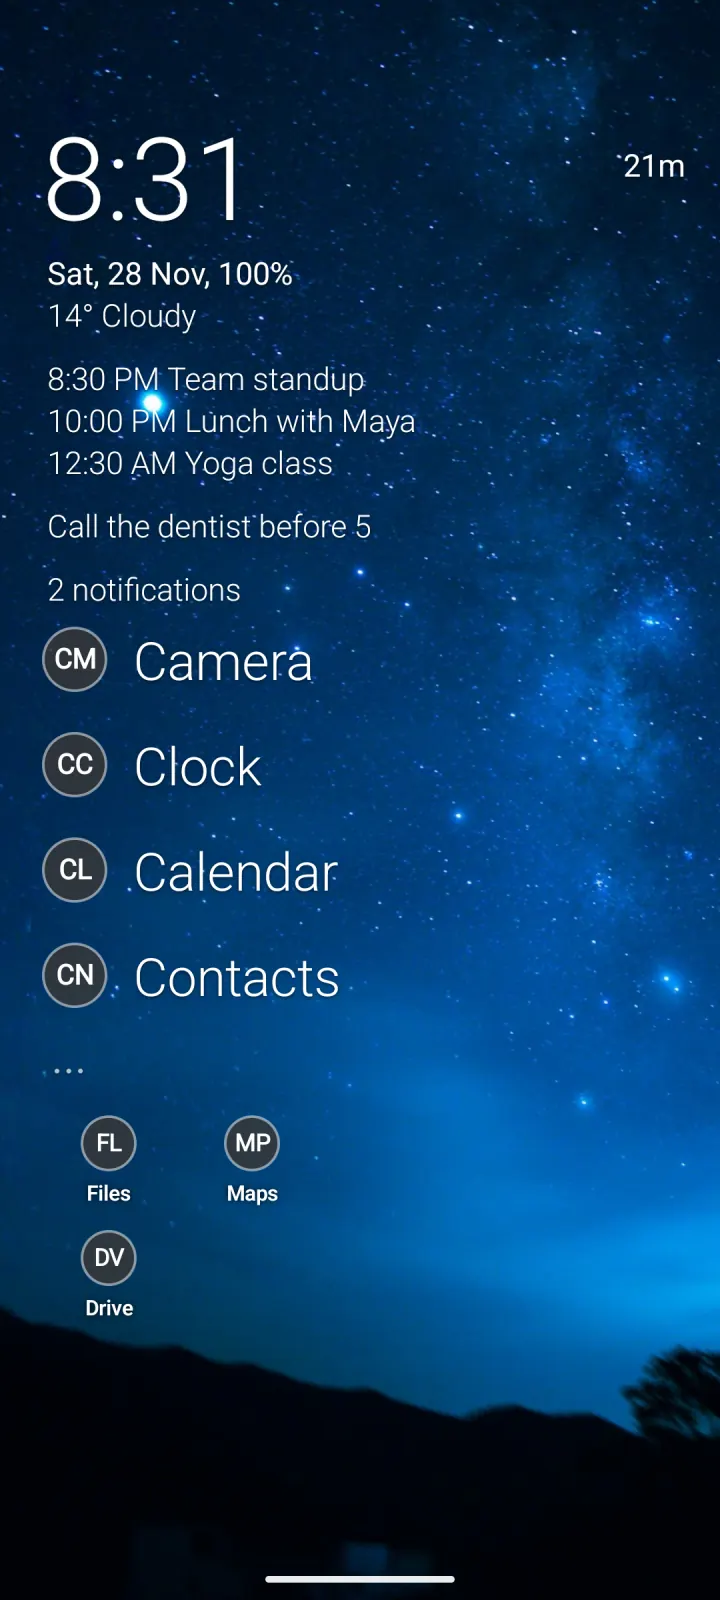 8:31
21m
Sat, 28 Nov, 100%
14° Cloudy
8:30 PM Team standup
10:00 PM Lunch with Maya
12:30 AM Yoga class
Call the dentist before 5
2 notifications
CM Camera
CC Clock
CL Calendar
CN Contacts
...
FL MP
Files Maps
DV
Drive